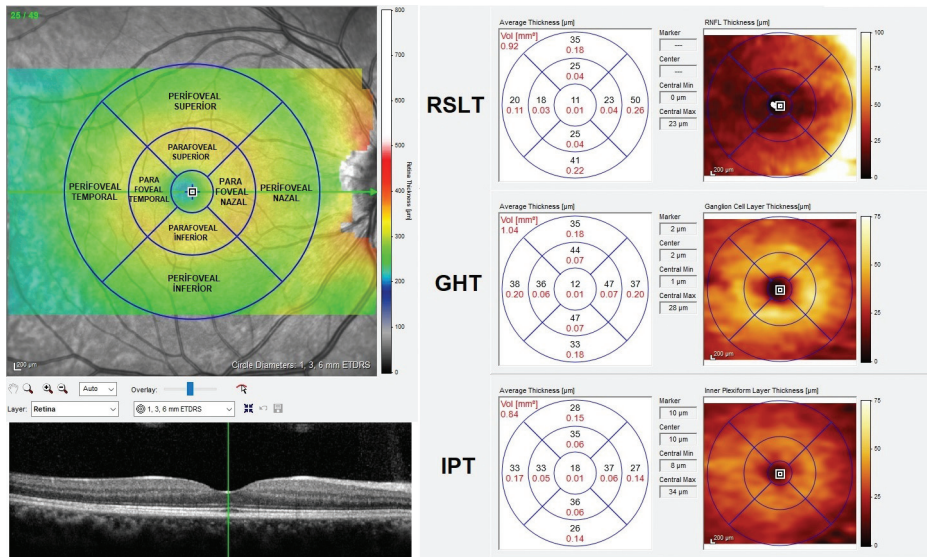 25 / 49
PERİFOVEAL
SUPERİOR
PARAFOVEAL
SUPERİOR
PERİFOVEAL
TEMPORAL
PARA
FOVEAL
TEMPORAL
PARA
FOVEAL
NAZAL
PERİFOVEAL
NAZAL
PARAFOVEAL
İNFERİOR
PERİFOVEAL
İNFERİOR
200 µm
Circle Diameters: 1, 3, 6 mm ETDRS
800
700
600
500
400
300
200
100
0
Retina Thickness [µm]
Auto
Overlay:
Layer:
Retina
1, 3, 6 mm ETDRS
RSLT
Average Thickness [µm]
Vol [mm³]
0.92
35
0.18
25
0.04
20
0.11
18
0.03
11
0.01
23
0.04
50
0.26
25
0.04
41
0.22
Marker
---
Center
---
Central Min
0 µm
Central Max
23 µm
RNFL Thickness [µm]
200 µm
100
75
50
25
0
GHT
Average Thickness [µm]
Vol [mm³]
1.04
35
0.18
44
0.07
38
0.20
36
0.06
12
0.01
47
0.07
37
0.20
47
0.07
33
0.18
Marker
2 µm
Center
2 µm
Central Min
1 µm
Central Max
28 µm
Ganglion Cell Layer Thickness[µm]
200 µm
75
50
25
0
IPT
Average Thickness [µm]
Vol [mm³]
0.84
28
0.15
35
0.06
33
0.17
33
0.05
18
0.01
37
0.06
27
0.14
36
0.06
26
0.14
Marker
10 µm
Center
10 µm
Central Min
8 µm
Central Max
34 µm
Inner Plexiform Layer Thickness[µm]
200 µm
75
50
25
0